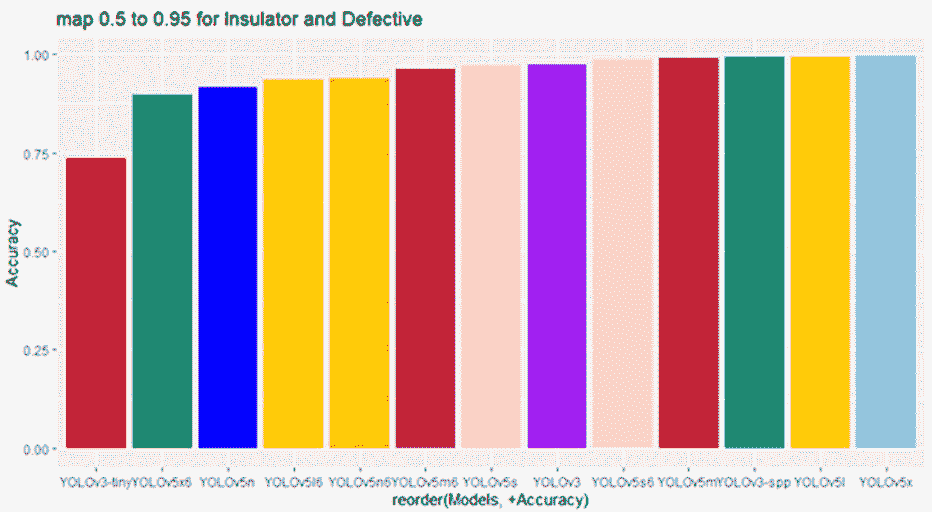 map 0.5 to 0.95 for Insulator and Defective
1.00
0.75
0.50
0.25
0.00
Accuracy
YOLOv3-tiny YOLOv5x6 YOLOv5n YOLOv5l6 YOLOv5n6 YOLOv5m6 YOLOv5s YOLOv3 YOLOv5s6 YOLOv5m YOLOv3-spp YOLOv5l YOLOv5x
reorder(Models, +Accuracy)